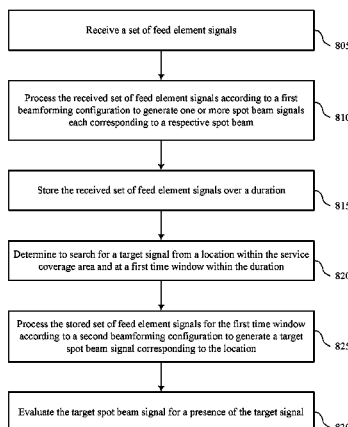 Receive a set of feed element signals
805
Process the received set of feed element signals according to a first
beamforming configuration to generate one or more spot beam signals
each corresponding to a respective spot beam
810
Store the received set of feed element signals over a duration
815
Determine to search for a target signal from a location within the service
coverage area and at a first time window within the duration
820
Process the stored set of feed element signals for the first time window
according to a second beamforming configuration to generate a target
spot beam signal corresponding to the location
825
Evaluate the target spot beam signal for a presence of the target signal
830